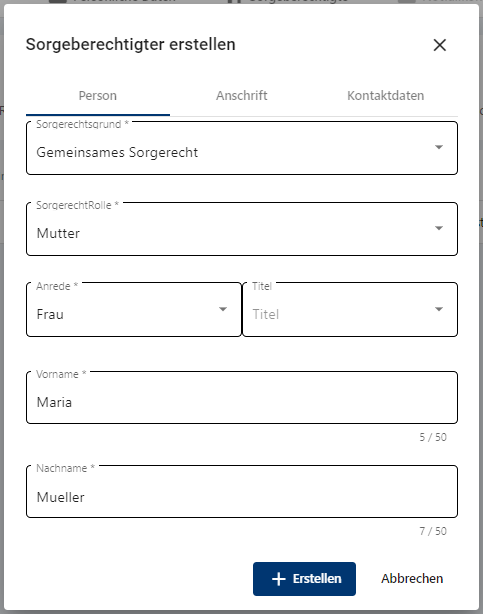 Sorgeberechtigter erstellen
Person Anschrift Kontaktdaten
Sorgerechtsgrund *
Gemeinsames Sorgerecht
SorgerechtRolle *
Mutter
Anrede * Titel
Frau Titel
Vorname *
Maria
5 / 50
Nachname *
Mueller
7 / 50
Erstellen Abbrechen